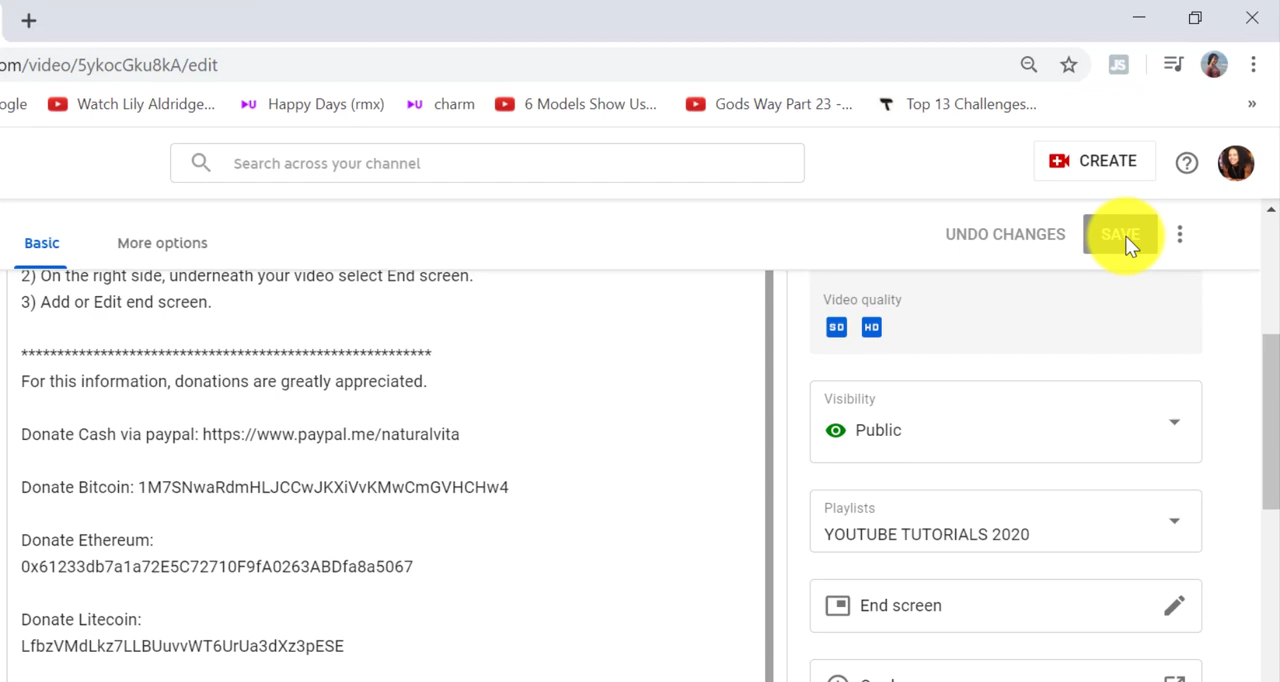 om/video/5ykocGku8kA/edit
JS
ogle Watch Lily Aldridge... Happy Days (rmx) charm 6 Models Show Us... Gods Way Part 23 -... Top 13 Challenges... »
Search across your channel
CREATE
Basic More options
UNDO CHANGES SAVE
2) On the right side, underneath your video select End screen.
3) Add or Edit end screen.
*********************************************************
For this information, donations are greatly appreciated.
Donate Cash via paypal: https://www.paypal.me/naturalvita
Donate Bitcoin: 1M7SNwaRdmHLJCCwJKXiVvKMwCmGVHCHw4
Donate Ethereum:
0x61233db7a1a72E5C72710F9fA0263ABDfa8a5067
Donate Litecoin:
LfbzVMdLkz7LLBUuvvWT6UrUa3dXz3pESE
Video quality
SD HD
Visibility
Public
Playlists
YOUTUBE TUTORIALS 2020
End screen